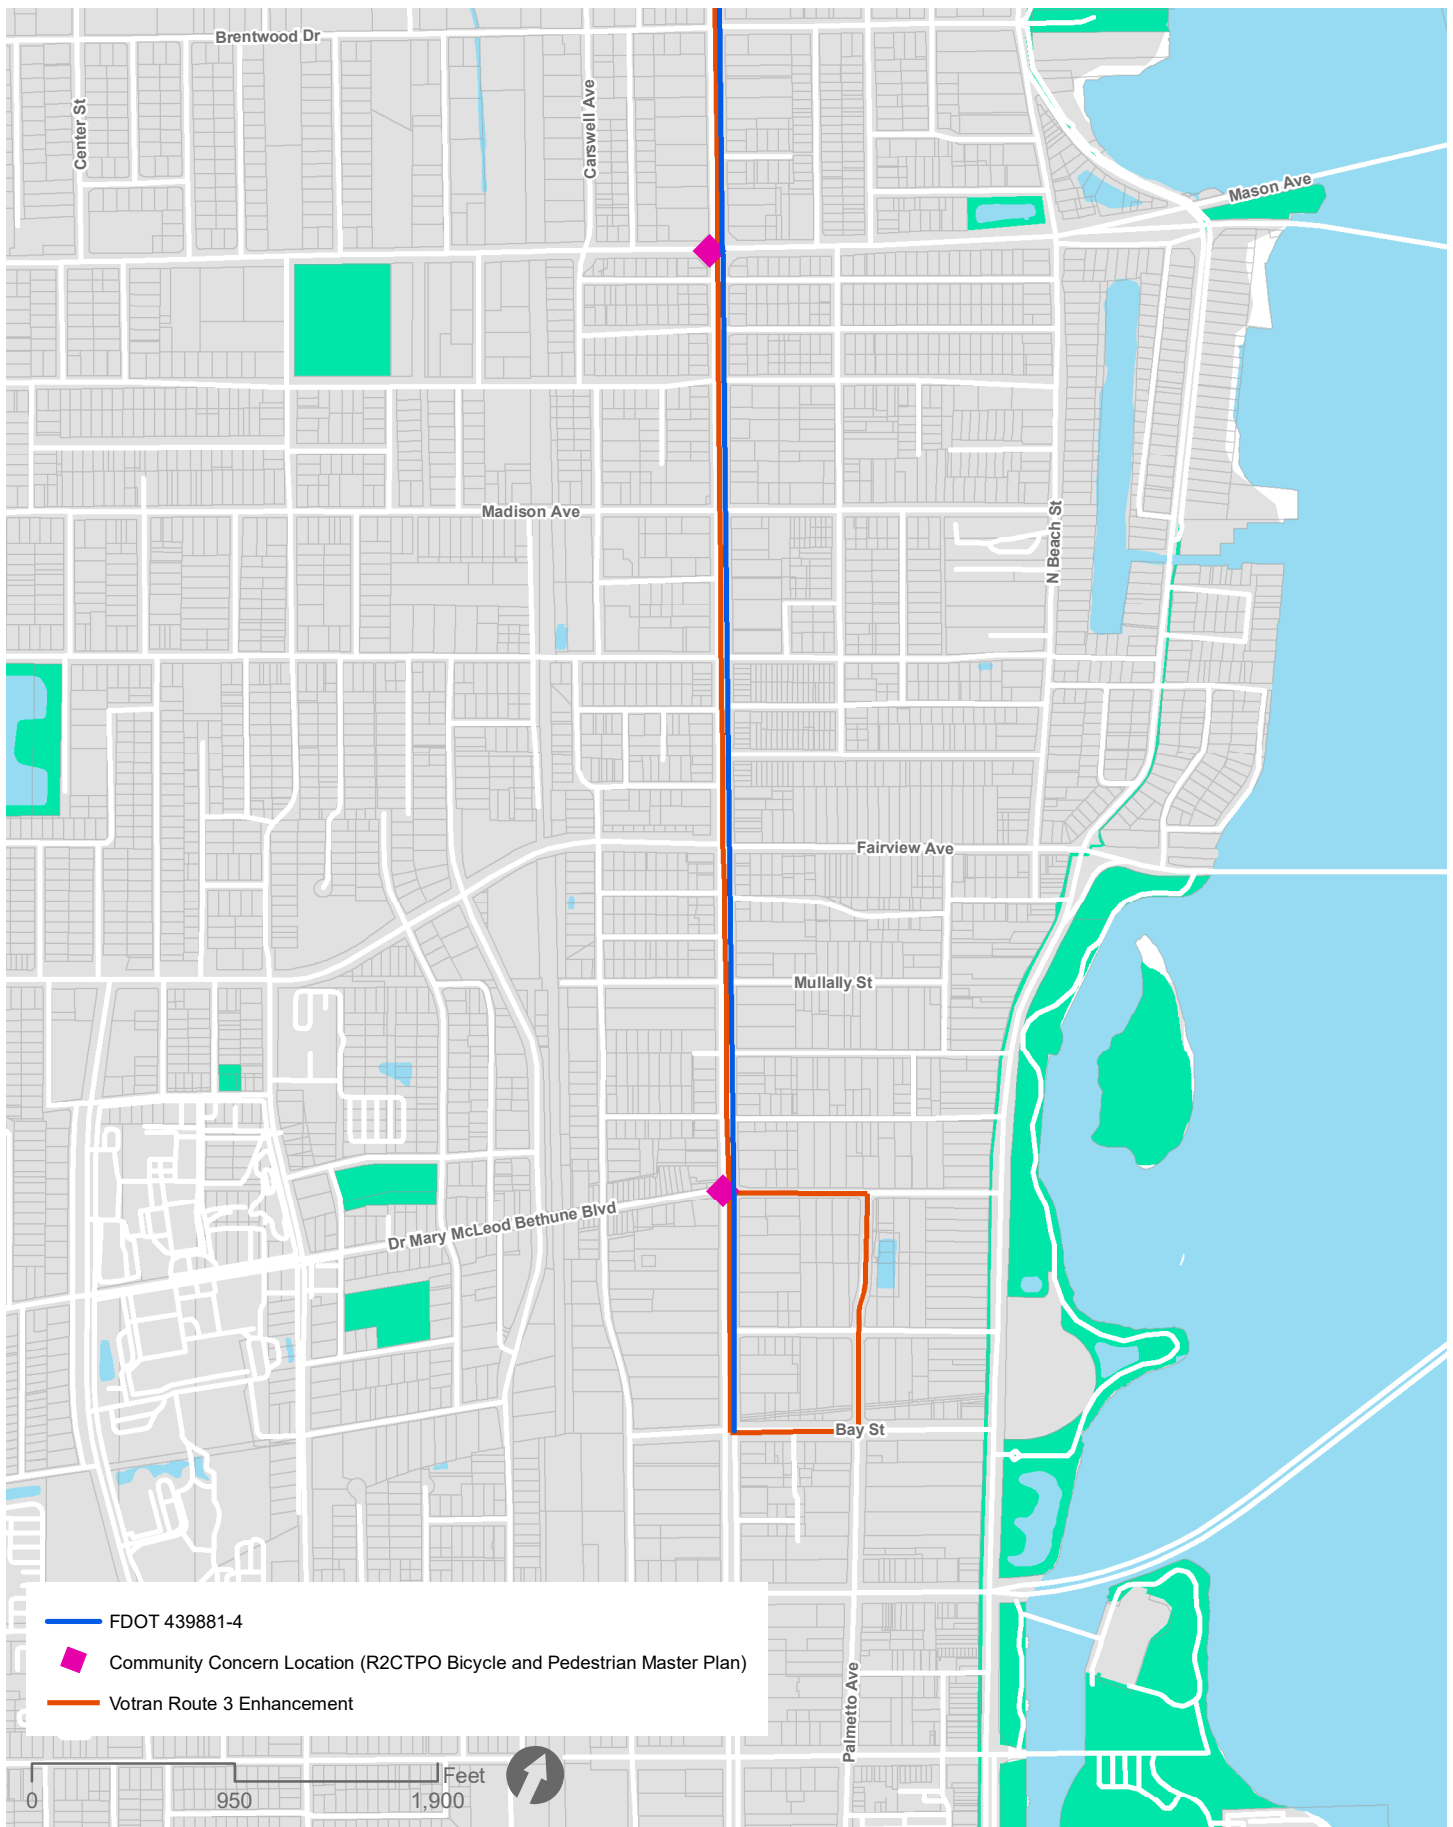 Brentwood Dr
Center St
Carswell Ave
Mason Ave
Madison Ave
N Beach St
Fairview Ave
Mullally St
Dr Mary McLeod Bethune Blvd
Bay St
Palmetto Ave
FDOT 439881-4
Community Concern Location (R2CTPO Bicycle and Pedestrian Master Plan)
Votran Route 3 Enhancement
Feet
0 950 1,900